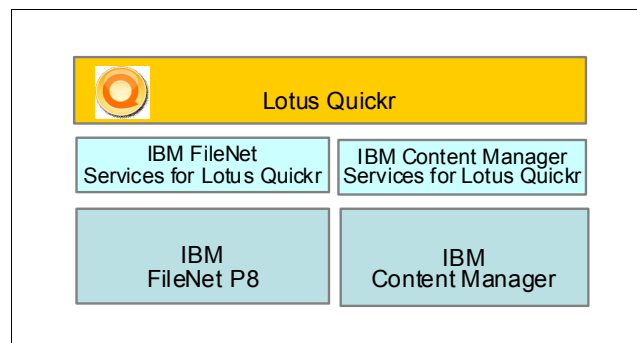 Lotus Quickr
IBM FileNet
Services for Lotus Quickr
IBM Content Manager
Services for Lotus Quickr
IBM
FileNet P8
IBM
Content Manager